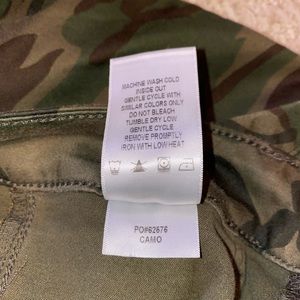 MACHINE WASH COLD
INSIDE OUT
GENTLE CYCLE WITH
SIMILAR COLORS ONLY
DO NOT BLEACH
TUMBLE DRY LOW
GENTLE CYCLE
REMOVE PROMPTLY
IRON WITH LOW HEAT
PO#62676
CAMO